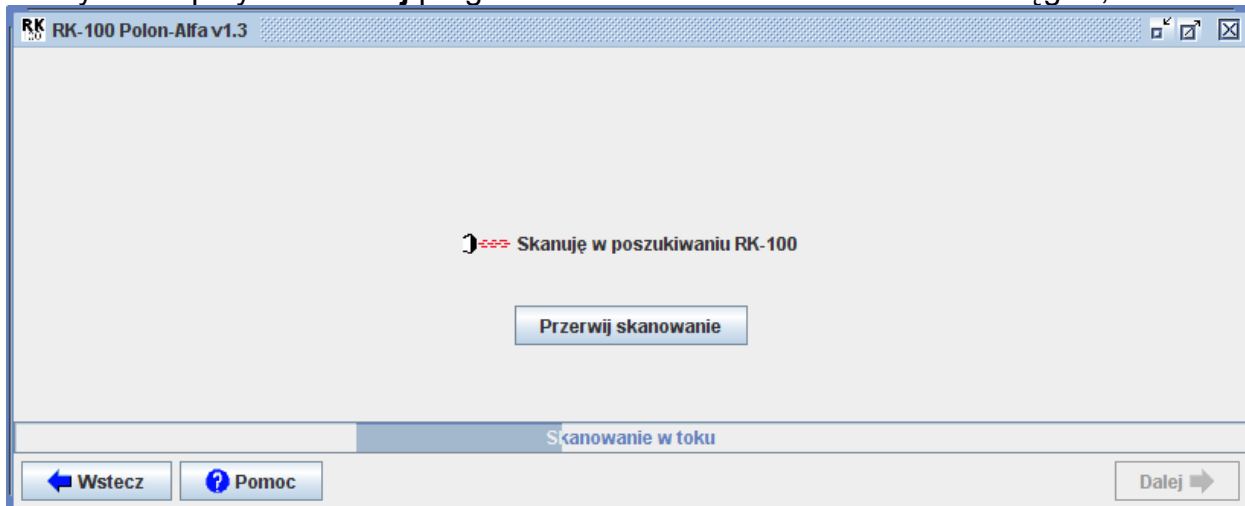 RK-100 Polon-Alfa v1.3
Skanuję w poszukiwaniu RK-100
Przerwij skanowanie
Skanowanie w toku
Wstecz
Pomoc
Dalej